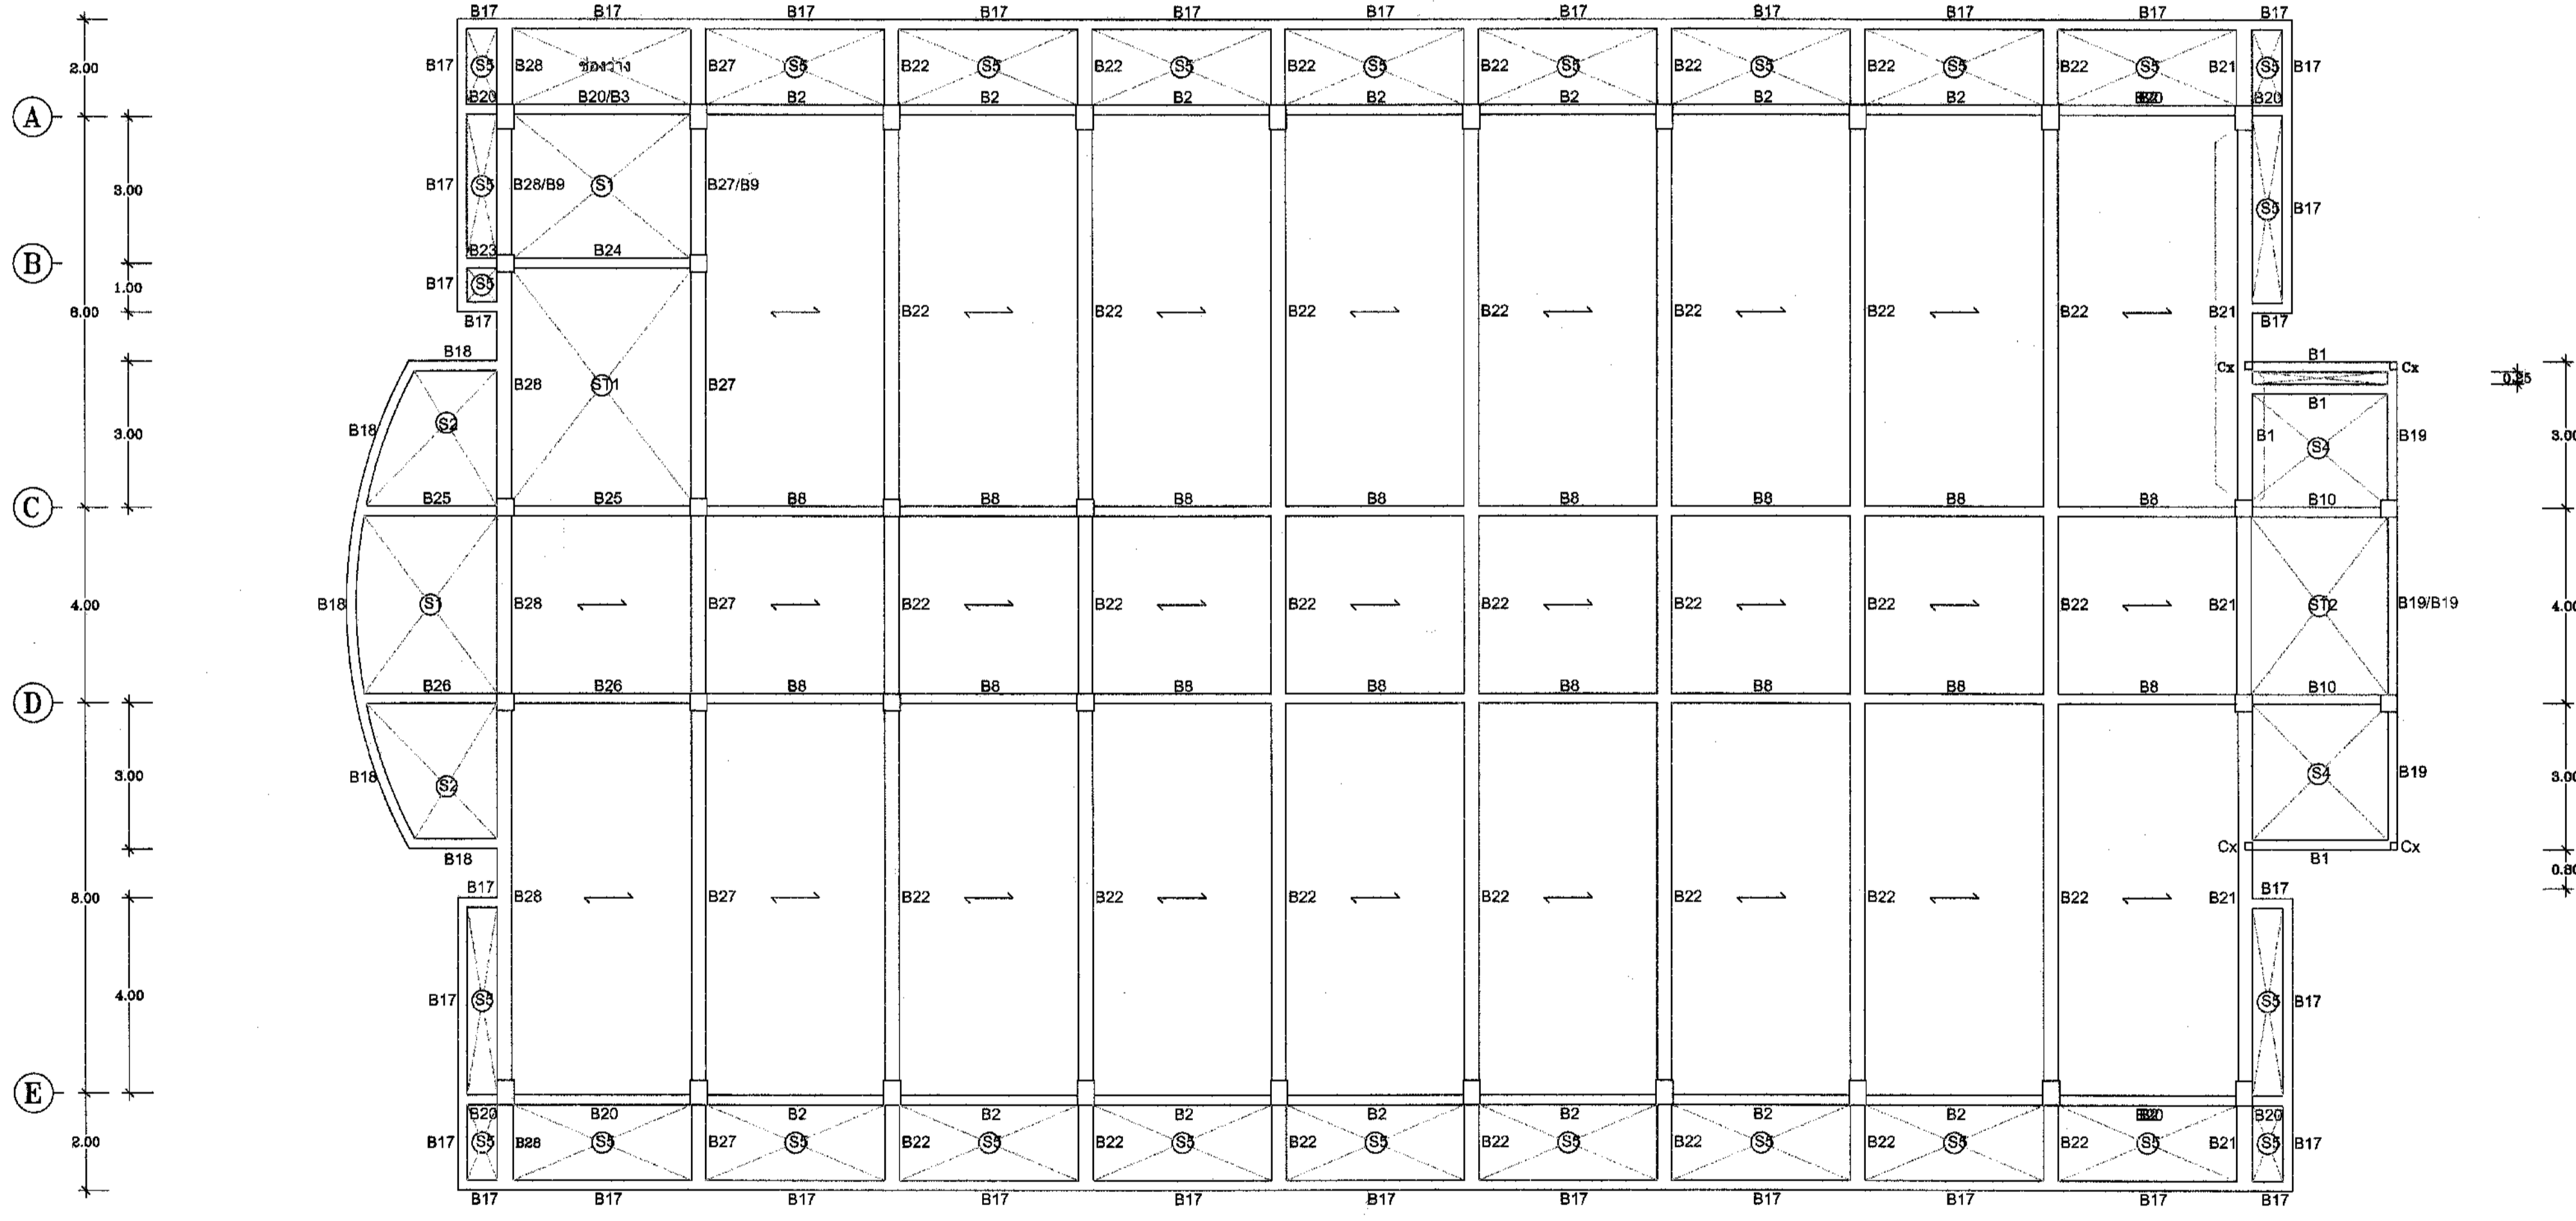 B17 B17 B17 B17 B17 B17 B17 B17 B17 B17 B17
2.00 B17 S5 B28 ช่องว่าง B27 S5 B22 S5 B22 S5 B22 S5 B22 S5 B22 S5 B22 S5 B22 S5 B21 S5 B17
B20 B20/B3 B2 B2 B2 B2 B2 B2 B2 B20 B20
A
3.00 B17 S5 B28/B9 S1 B27/B9 S5 B17
B23 B24
B
1.00 B17 S5
8.00 B17 B22 B22 B22 B22 B22 B22 B22 B21 B17
B18 B1
Cx Cx
B28 ST1 B27 0.25
B1
S2
3.00 B18 B1 S4 B19 3.00
B25 B25 B8 B8 B8 B8 B8 B8 B8 B8 B10
C
4.00 B18 S1 B28 B27 B22 B22 B22 B22 B22 B22 B22 B21 ST2 B19/B19 4.00
B26 B26 B8 B8 B8 B8 B8 B8 B8 B8 B10
D
3.00 B18 S2 S4 B19 3.00
B18 Cx B1 Cx
0.80
B17 B17
8.00 B28 B27 B22 B22 B22 B22 B22 B22 B22 B21
4.00 B17 S5 S5 B17
E
B20 B20 B2 B2 B2 B2 B2 B2 B2 B20 B20
2.00 B17 S5 B28 S5 B27 S5 B22 S5 B22 S5 B22 S5 B22 S5 B22 S5 B22 S5 B22 S5 B21 S5 B17
B17 B17 B17 B17 B17 B17 B17 B17 B17 B17 B17